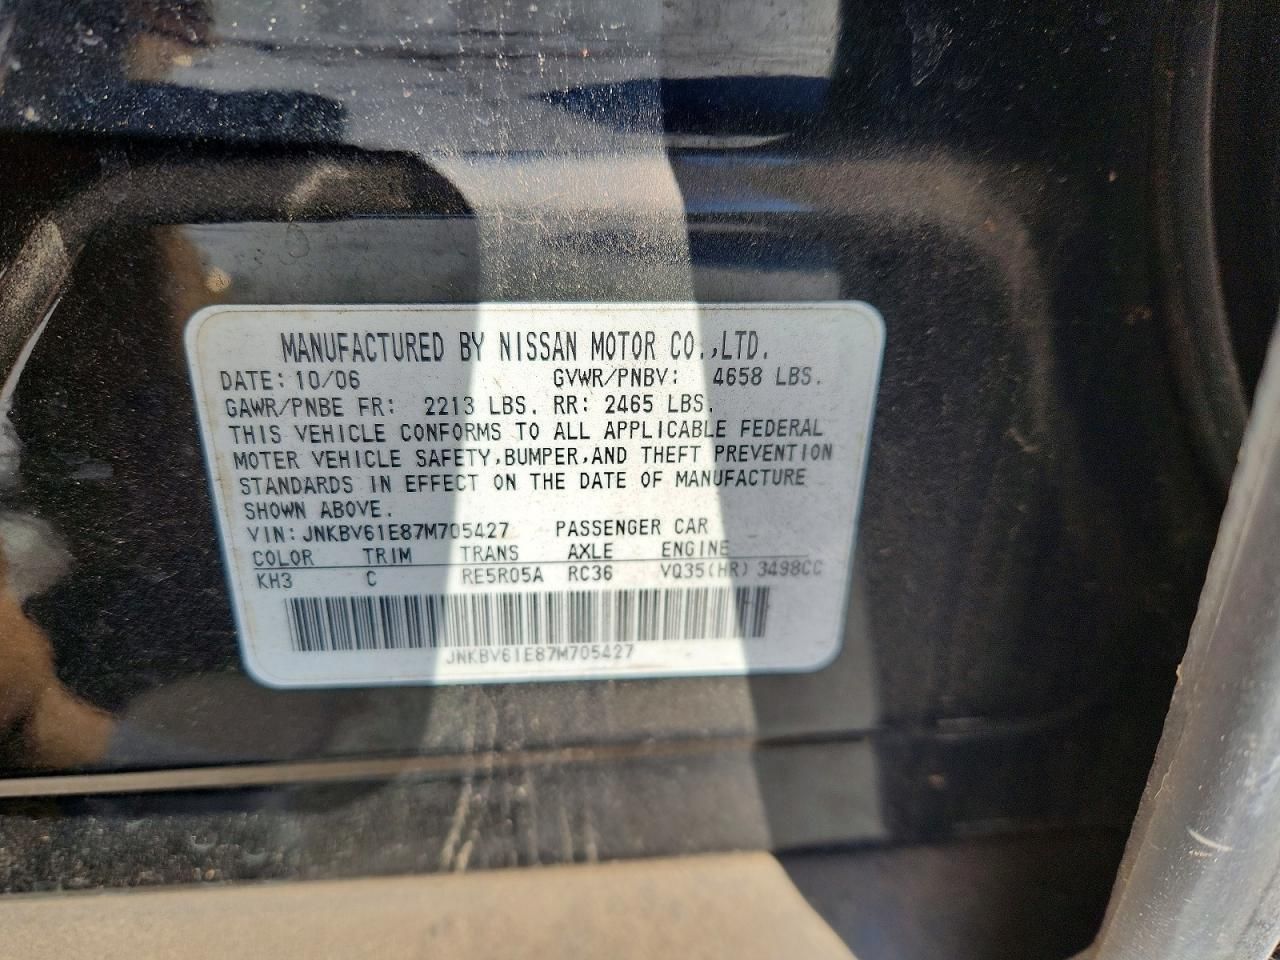 MANUFACTURED BY NISSAN MOTOR CO.,LTD.
DATE: 10/06 GVWR/PNBV: 4658 LBS.
GAWR/PNBE FR: 2213 LBS. RR: 2465 LBS.
THIS VEHICLE CONFORMS TO ALL APPLICABLE FEDERAL
MOTER VEHICLE SAFETY,BUMPER,AND THEFT PREVENTION
STANDARDS IN EFFECT ON THE DATE OF MANUFACTURE
SHOWN ABOVE.
VIN: JNKBV61E87M705427 PASSENGER CAR
COLOR TRIM TRANS AXLE ENGINE
KH3 C RE5R05A RC36 VQ35(HR) 3498CC
JNKBV61E87M705427